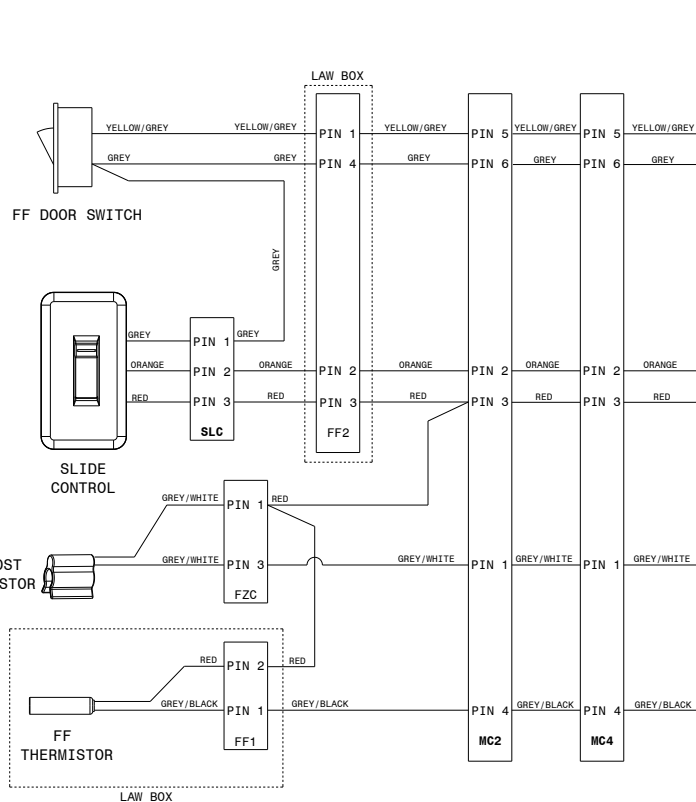 LAW BOX
YELLOW/GREY YELLOW/GREY PIN 1 YELLOW/GREY PIN 5 YELLOW/GREY PIN 5 YELLOW/GREY
GREY GREY PIN 4 GREY PIN 6 GREY PIN 6 GREY
FF DOOR SWITCH
GREY
GREY PIN 1 GREY
ORANGE PIN 2 ORANGE PIN 2 ORANGE PIN 2 ORANGE PIN 2 ORANGE
RED PIN 3 RED PIN 3 RED PIN 3 RED PIN 3 RED
SLC FF2
SLIDE
CONTROL
GREY/WHITE PIN 1 RED
OST
STOR
GREY/WHITE PIN 3 GREY/WHITE PIN 1 GREY/WHITE PIN 1 GREY/WHITE
FZC
RED PIN 2 RED
GREY/BLACK PIN 1 GREY/BLACK PIN 4 GREY/BLACK PIN 4 GREY/BLACK
FF
THERMISTOR
FF1 MC2 MC4
LAW BOX